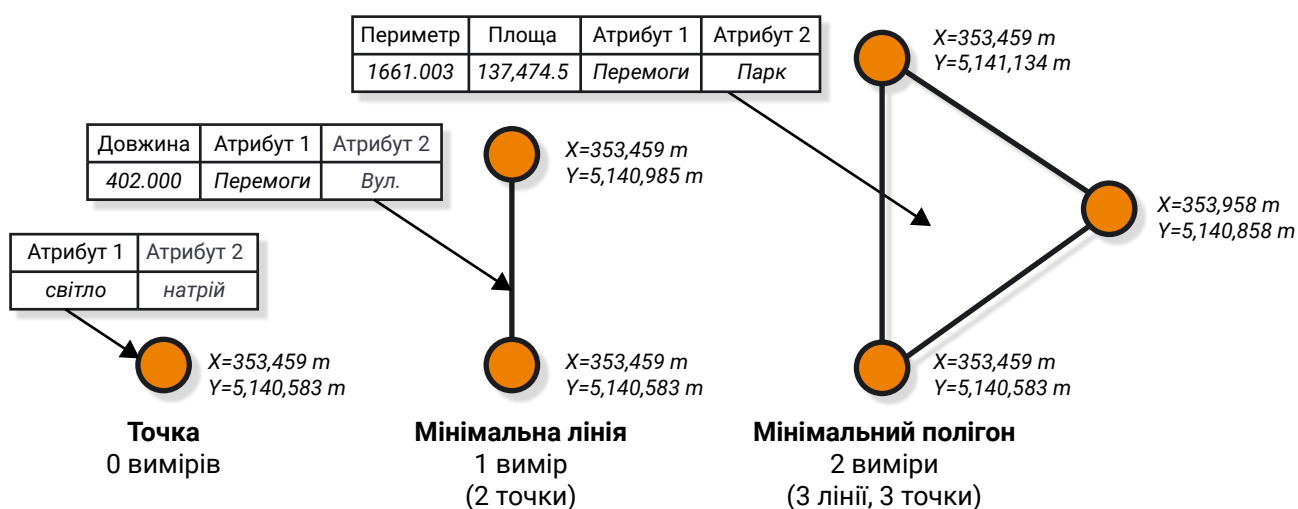 Периметр Площа Атрибут 1 Атрибут 2
1661.003 137,474.5 Перемоги Парк
X=353,459 m
Y=5,141,134 m
Довжина Атрибут 1 Атрибут 2
402.000 Перемоги Вул.
X=353,459 m
Y=5,140,985 m
X=353,958 m
Y=5,140,858 m
Атрибут 1 Атрибут 2
світло натрій
X=353,459 m
Y=5,140,583 m
X=353,459 m
Y=5,140,583 m
X=353,459 m
Y=5,140,583 m
Точка
0 вимірів
Мінімальна лінія
1 вимір
(2 точки)
Мінімальний полігон
2 виміри
(3 лінії, 3 точки)